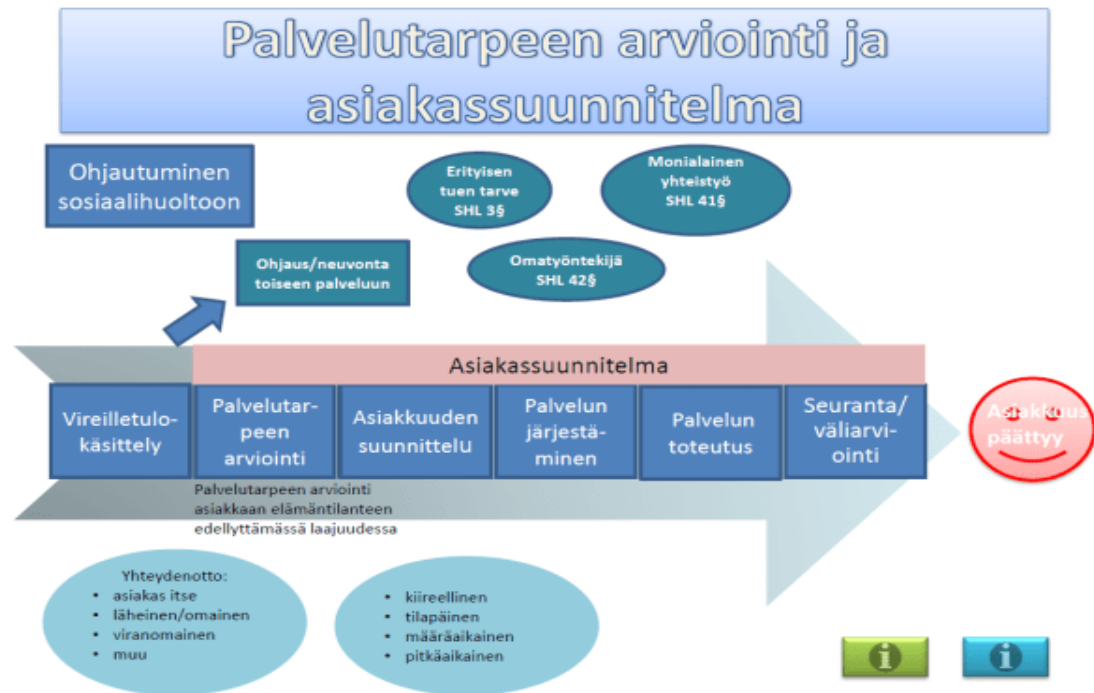 Palvelutarpeen arviointi ja
asiakassuunnitelma
Ohjautuminen
sosiaalihuoltoon
Erityisen
tuen tarve
SHL 3§
Monialainen
yhteistyö
SHL 41§
Ohjaus/neuvonta
toiseen palveluun
Omatyöntekijä
SHL 42§
Asiakassuunnitelma
Vireilletulo-
käsittely
Palvelutar-
peen
arviointi
Asiakkuuden
suunnittelu
Palvelun
järjestä-
minen
Palvelun
toteutus
Seuranta/
väliarvi-
ointi
Asiakkuus
päättyy
Palvelutarpeen arviointi
asiakkaan elämäntilanteen
edellyttämässä laajuudessa
Yhteydenotto:
• asiakas itse
• läheinen/omainen
• viranomainen
• muu
• kiireellinen
• tilapäinen
• määräaikainen
• pitkäaikainen